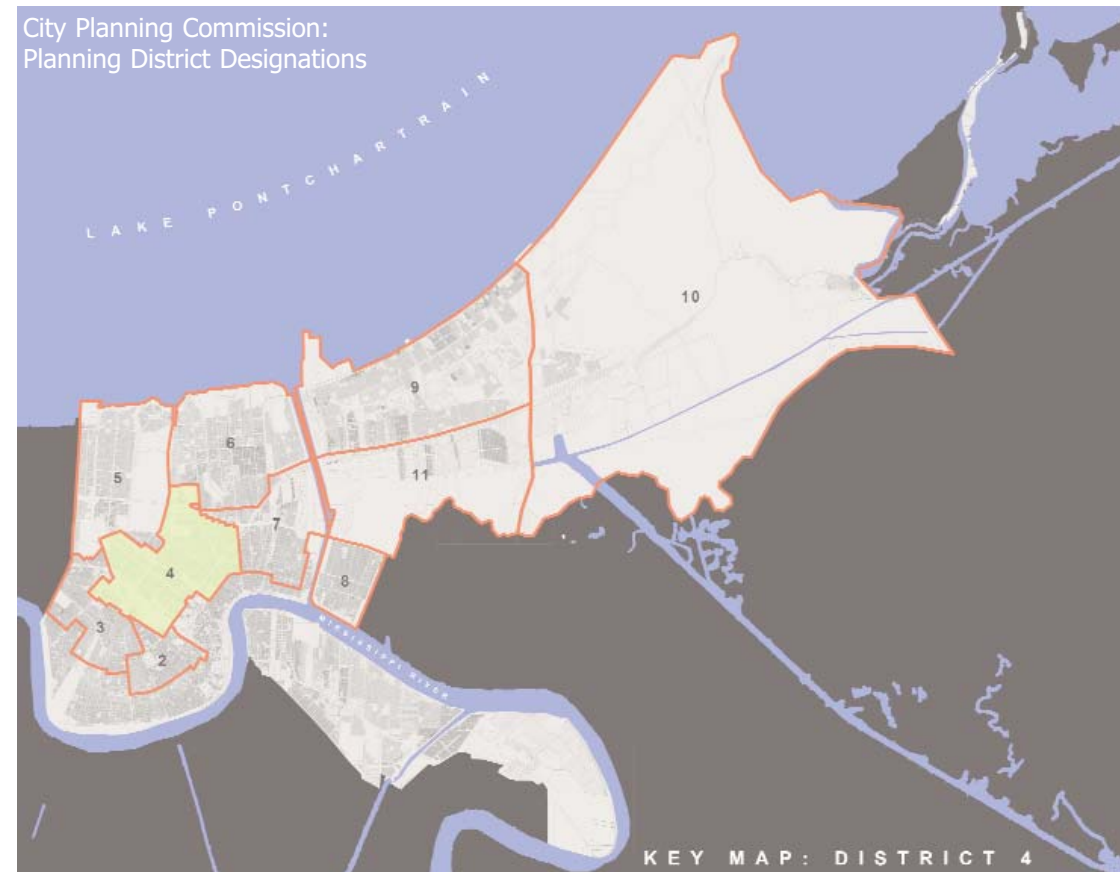 City Planning Commission:
Planning District Designations
LAKE PONTCHARTRAIN
10
9
6
5
11
7
4
8
3
2
MISSISSIPPI RIVER
KEY MAP: DISTRICT 4